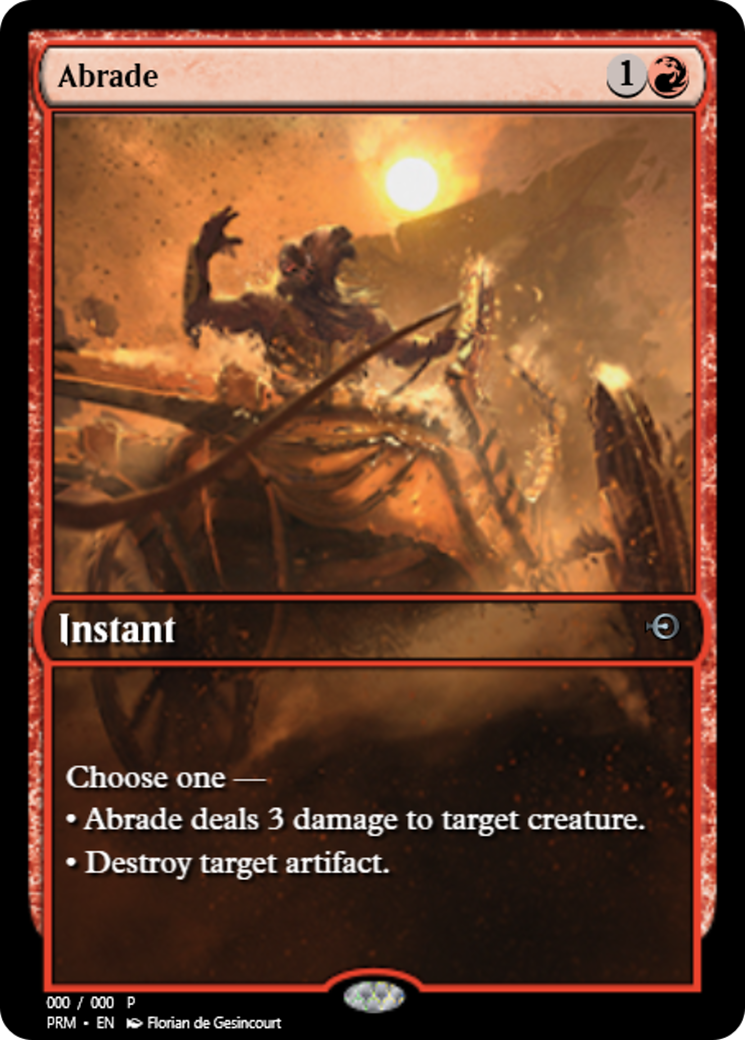 Abrade 1
Instant
Choose one —
• Abrade deals 3 damage to target creature.
• Destroy target artifact.
000 / 000 P
PRM • EN Florian de Gesincourt